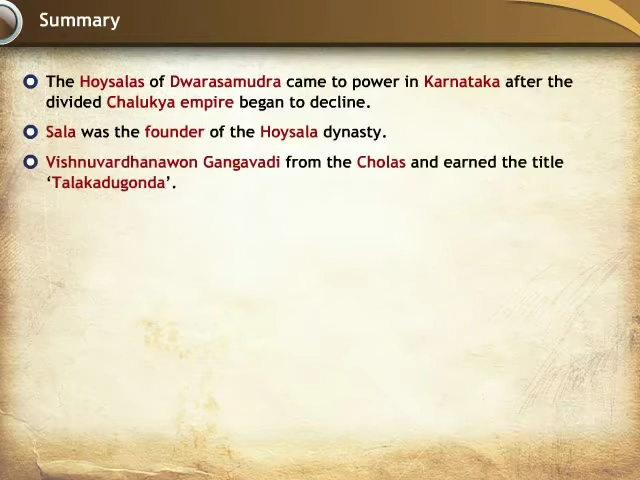 Summary
The Hoysalas of Dwarasamudra came to power in Karnataka after the
divided Chalukya empire began to decline.
Sala was the founder of the Hoysala dynasty.
Vishnuvardhanawon Gangavadi from the Cholas and earned the title
‘Talakadugonda’.